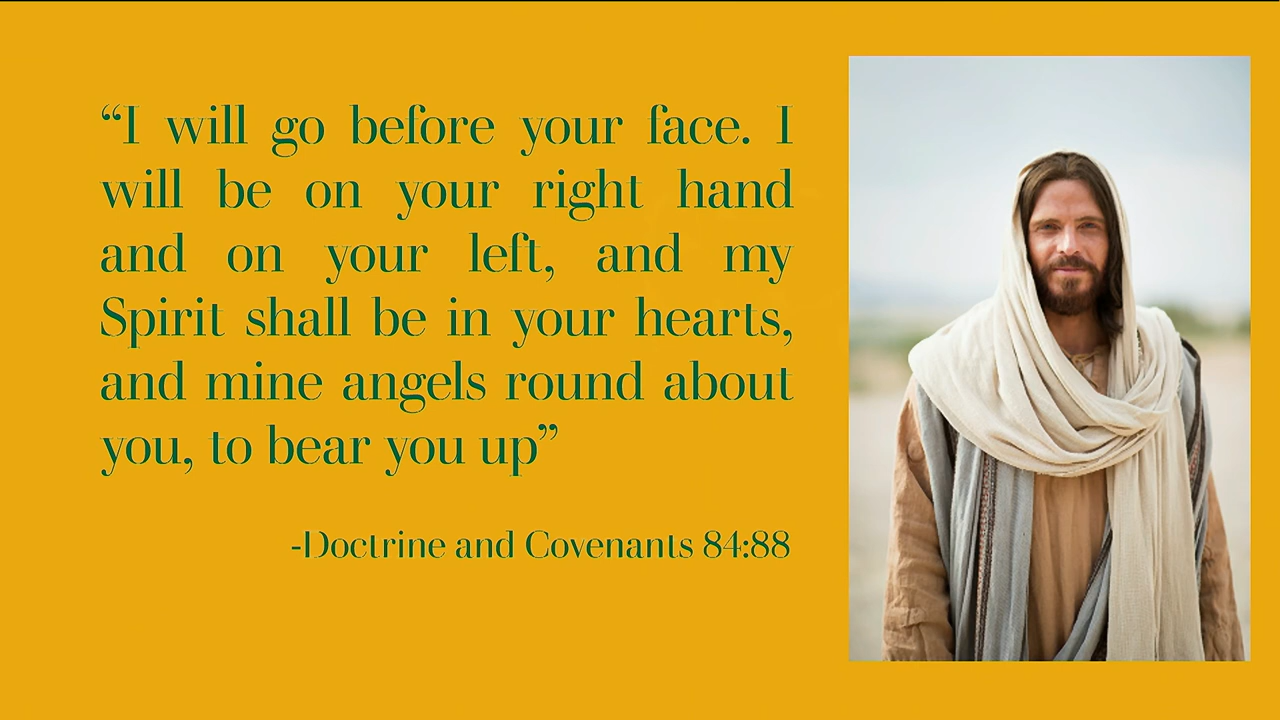 “I will go before your face. I
will be on your right hand
and on your left, and my
Spirit shall be in your hearts,
and mine angels round about
you, to bear you up”
-Doctrine and Covenants 84:88